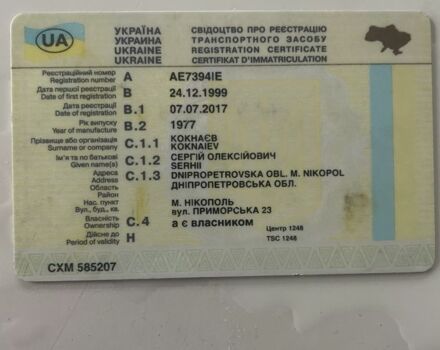 UA
УКРАЇНА СВІДОЦТВО ПРО РЕЄСТРАЦІЮ
УКРАИНА ТРАНСПОРТНОГО ЗАСОБУ
UKRAINE REGISTRATION CERTIFICATE
UKRAINE CERTIFIKAT D'IMMATRICULATION
Реєстраційний номер A AE7394IE
Registration number
Дата першої реєстрації B 24.12.1999
Date of first registration
Дата реєстрації B.1 07.07.2017
Date of registration
Рік випуску B.2 1977
Year of manufacture
Прізвище або організація C.1.1 КОКНАЄВ
Surname or company KOKNAIEV
Ім'я та по батькові C.1.2 СЕРГІЙ ОЛЕКСІЙОВИЧ
Given name(s) SERHII
Адреса C.1.3 DNIPROPETROVSKA OBL. M. NIKOPOL
Address ДНІПРОПЕТРОВСЬКА ОБЛ.
Область
Район
Нас. пункт М. НІКОПОЛЬ
Вул., буд., кв. вул. ПРИМОРСЬКА 23
Власність C.4 а є власником
Ownership Центр 1248
Дійсне до H TSC 1248
Period of validity
CXM 585207